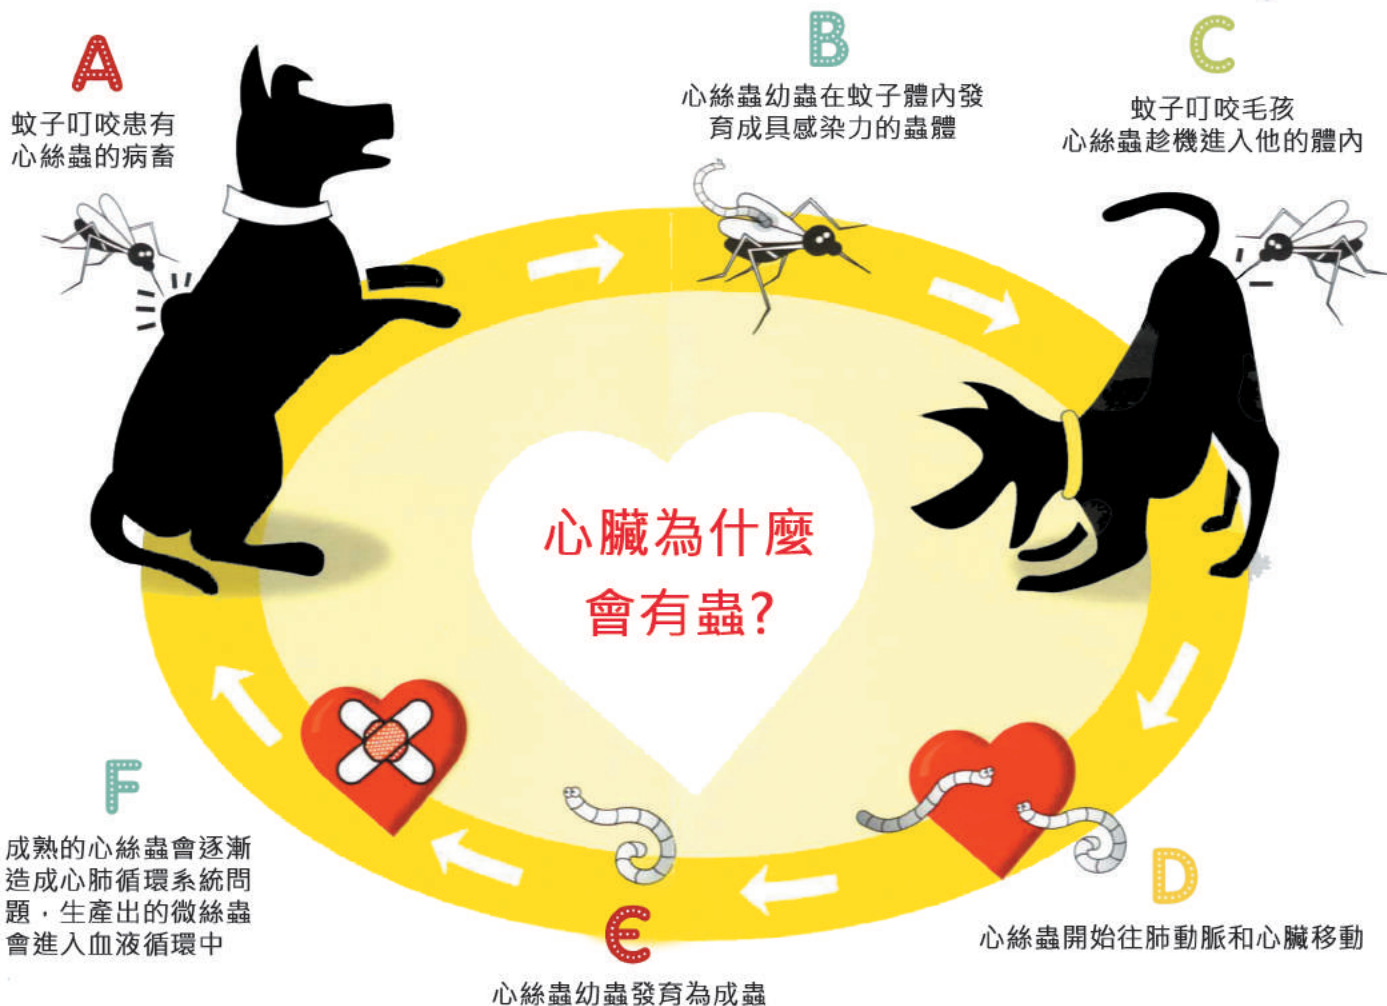 A
蚊子叮咬患有
心絲蟲的病畜
B
心絲蟲幼蟲在蚊子體內發
育成具感染力的蟲體
C
蚊子叮咬毛孩
心絲蟲趁機進入他的體內
心臟為什麼
會有蟲?
D
心絲蟲開始往肺動脈和心臟移動
E
心絲蟲幼蟲發育為成蟲
F
成熟的心絲蟲會逐漸
造成心肺循環系統問
題，生產出的微絲蟲
會進入血液循環中